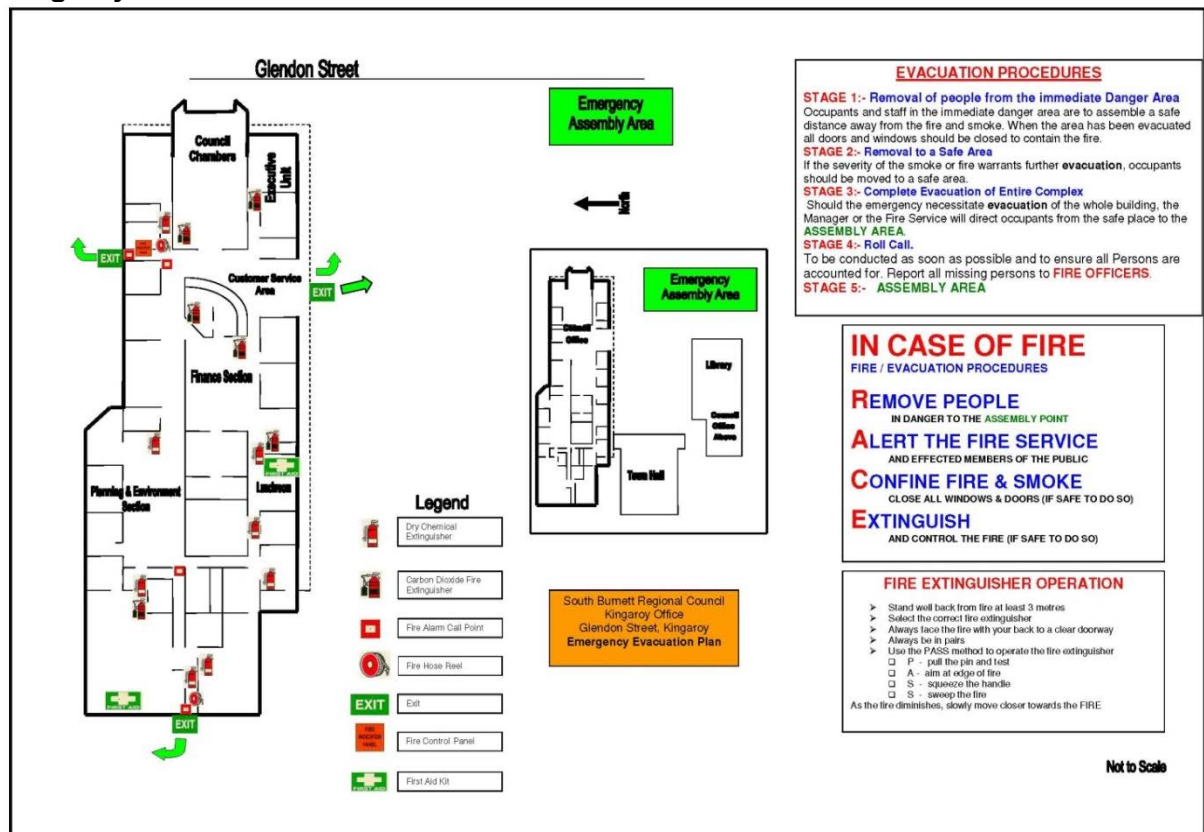 Glendon Street
Emergency
Assembly Area
Council
Chambers
Executive
Unit
EXIT
Customer Service
Area
EXIT
Finance Section
FIRST AID
Luncheon
Planning & Environment
Section
FIRST AID
EXIT
North
Emergency
Assembly Area
Council
Office
Library
Council
Office
Above
Town Hall
Legend
Dry Chemical
Extinguisher
Carbon Dioxide Fire
Extinguisher
Fire Alarm Call Point
Fire Hose Reel
EXIT
Exit
Fire Control Panel
FIRST AID
First Aid Kit
South Burnett Regional Council
Kingaroy Office
Glendon Street, Kingaroy
Emergency Evacuation Plan
EVACUATION PROCEDURES
STAGE 1:- Removal of people from the immediate Danger Area
Occupants and staff in the immediate danger area are to assemble a safe
distance away from the fire and smoke. When the area has been evacuated
all doors and windows should be closed to contain the fire.
STAGE 2:- Removal to a Safe Area
If the severity of the smoke or fire warrants further evacuation, occupants
should be moved to a safe area.
STAGE 3:- Complete Evacuation of Entire Complex
Should the emergency necessitate evacuation of the whole building, the
Manager or the Fire Service will direct occupants from the safe place to the
ASSEMBLY AREA.
STAGE 4:- Roll Call.
To be conducted as soon as possible and to ensure all Persons are
accounted for. Report all missing persons to FIRE OFFICERS.
STAGE 5:- ASSEMBLY AREA
IN CASE OF FIRE
FIRE / EVACUATION PROCEDURES
REMOVE PEOPLE
IN DANGER TO THE ASSEMBLY POINT
ALERT THE FIRE SERVICE
AND EFFECTED MEMBERS OF THE PUBLIC
CONFINE FIRE & SMOKE
CLOSE ALL WINDOWS & DOORS (IF SAFE TO DO SO)
EXTINGUISH
AND CONTROL THE FIRE (IF SAFE TO DO SO)
FIRE EXTINGUISHER OPERATION
Stand well back from fire at least 3 metres
Select the correct fire extinguisher
Always face the fire with your back to a clear doorway
Always be in pairs
Use the PASS method to operate the fire extinguisher
P - pull the pin and test
A - aim at edge of fire
S - squeeze the handle
S - sweep the fire
As the fire diminishes, slowly move closer towards the FIRE
Not to Scale